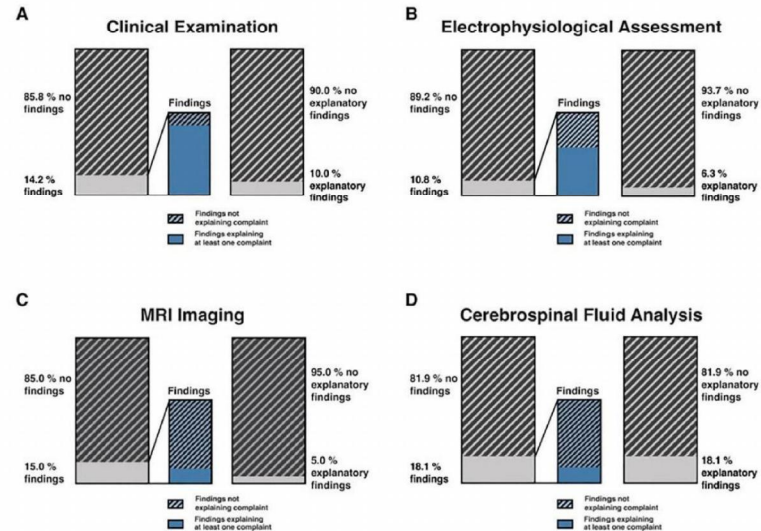 A
Clinical Examination
85.8 % no
findings
14.2 %
findings
Findings
90.0 % no
explanatory
findings
10.0 %
explanatory
findings
Findings not
explaining complaint
Findings explaining
at least one complaint
B
Electrophysiological Assessment
89.2 % no
findings
10.8 %
findings
Findings
93.7 % no
explanatory
findings
6.3 %
explanatory
findings
Findings not
explaining complaint
Findings explaining
at least one complaint
C
MRI Imaging
85.0 % no
findings
15.0 %
findings
Findings
95.0 % no
explanatory
findings
5.0 %
explanatory
findings
Findings not
explaining complaint
Findings explaining
at least one complaint
D
Cerebrospinal Fluid Analysis
81.9 % no
findings
18.1 %
findings
Findings
81.9 % no
explanatory
findings
18.1 %
explanatory
findings
Findings not
explaining complaint
Findings explaining
at least one complaint